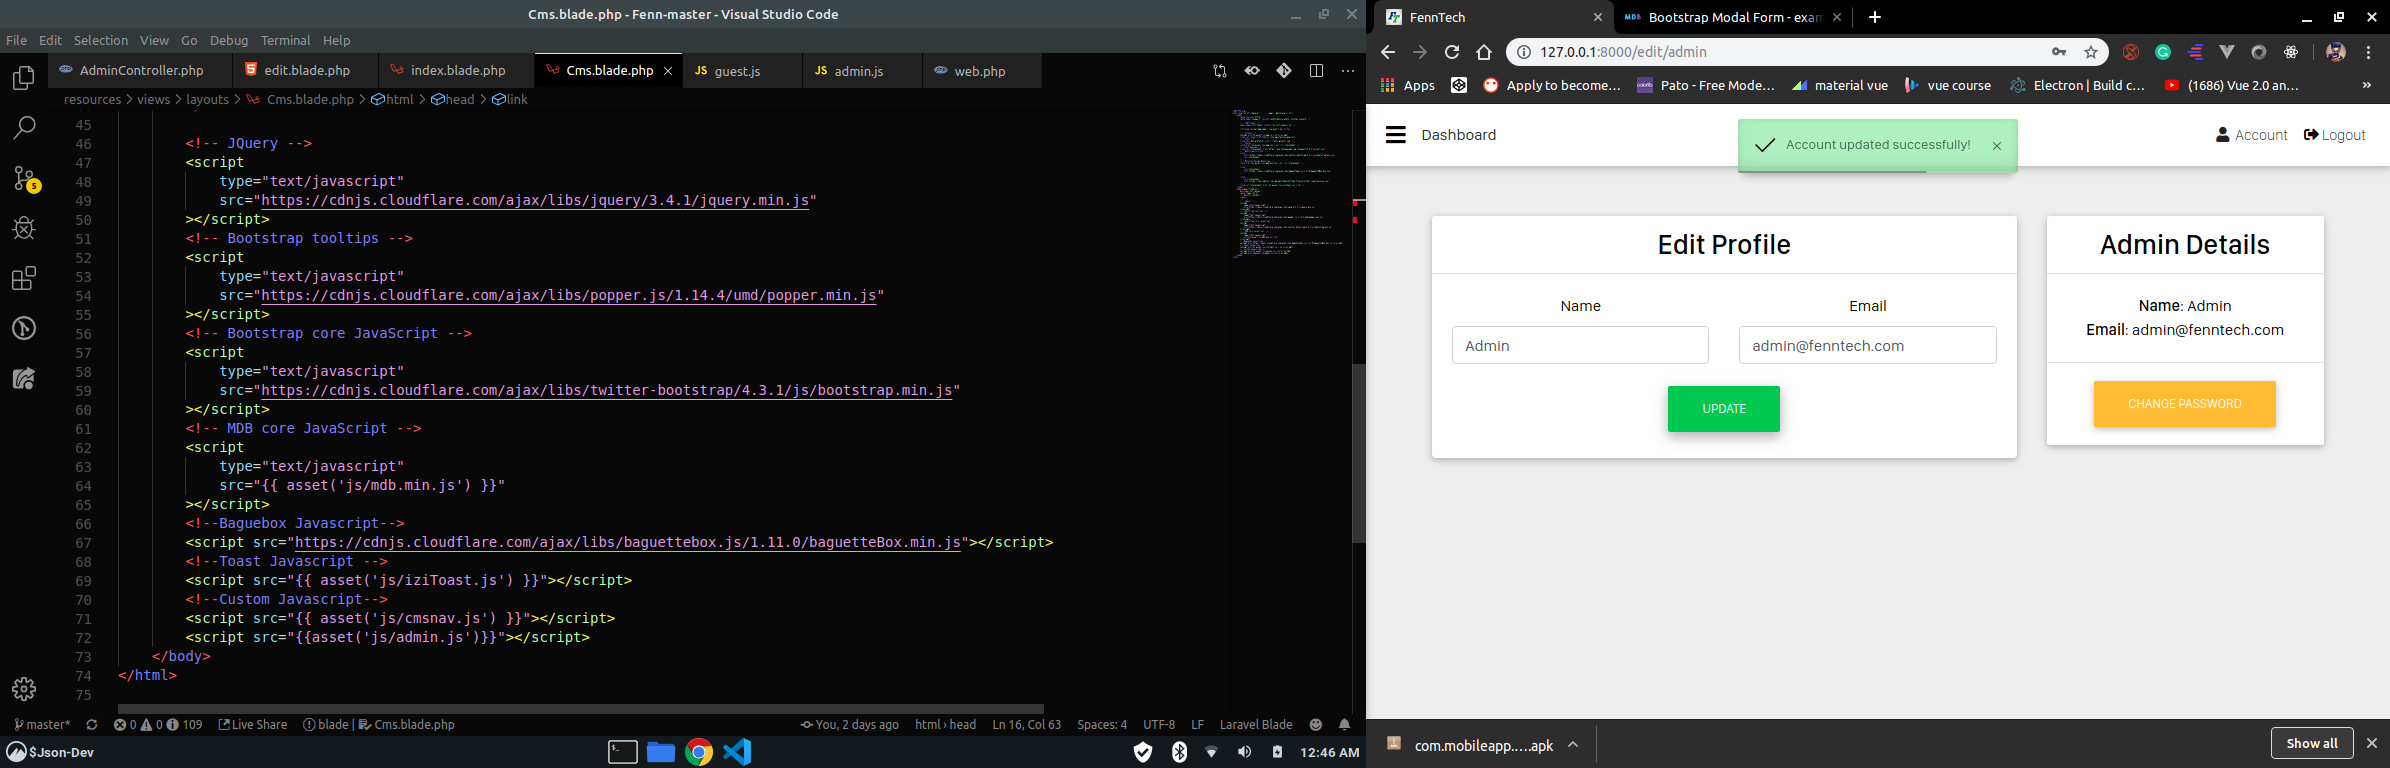 Cms.blade.php - Fenn-master - Visual Studio Code
File Edit Selection View Go Debug Terminal Help
AdminController.php edit.blade.php index.blade.php Cms.blade.php guest.js admin.js web.php
resources > views > layouts > Cms.blade.php > html > head > link
45
46 <!-- JQuery -->
47 <script
48 type="text/javascript"
49 src="https://cdnjs.cloudflare.com/ajax/libs/jquery/3.4.1/jquery.min.js"
50 ></script>
51 <!-- Bootstrap tooltips -->
52 <script
53 type="text/javascript"
54 src="https://cdnjs.cloudflare.com/ajax/libs/popper.js/1.14.4/umd/popper.min.js"
55 ></script>
56 <!-- Bootstrap core JavaScript -->
57 <script
58 type="text/javascript"
59 src="https://cdnjs.cloudflare.com/ajax/libs/twitter-bootstrap/4.3.1/js/bootstrap.min.js"
60 ></script>
61 <!-- MDB core JavaScript -->
62 <script
63 type="text/javascript"
64 src="{{ asset('js/mdb.min.js') }}"
65 ></script>
66 <!--Baguebox Javascript-->
67 <script src="https://cdnjs.cloudflare.com/ajax/libs/baguettebox.js/1.11.0/baguetteBox.min.js"></script>
68 <!--Toast Javascript -->
69 <script src="{{ asset('js/iziToast.js') }}"></script>
70 <!--Custom Javascript-->
71 <script src="{{ asset('js/cmsnav.js') }}"></script>
72 <script src="{{asset('js/admin.js')}}"></script>
73 </body>
74 </html>
75
5
master* 0 0 109 Live Share blade | Cms.blade.php You, 2 days ago html › head Ln 16, Col 63 Spaces: 4 UTF-8 LF Laravel Blade
$Json-Dev 12:46 AM
FennTech Bootstrap Modal Form - exam
127.0.0.1:8000/edit/admin
Apps Apply to become... Pato - Free Mode... material vue vue course Electron | Build c... (1686) Vue 2.0 an... »
Dashboard Account updated successfully! Account Logout
Edit Profile
Name Email
Admin admin@fenntech.com
UPDATE
Admin Details
Name: Admin
Email: admin@fenntech.com
CHANGE PASSWORD
com.mobileapp.....apk Show all